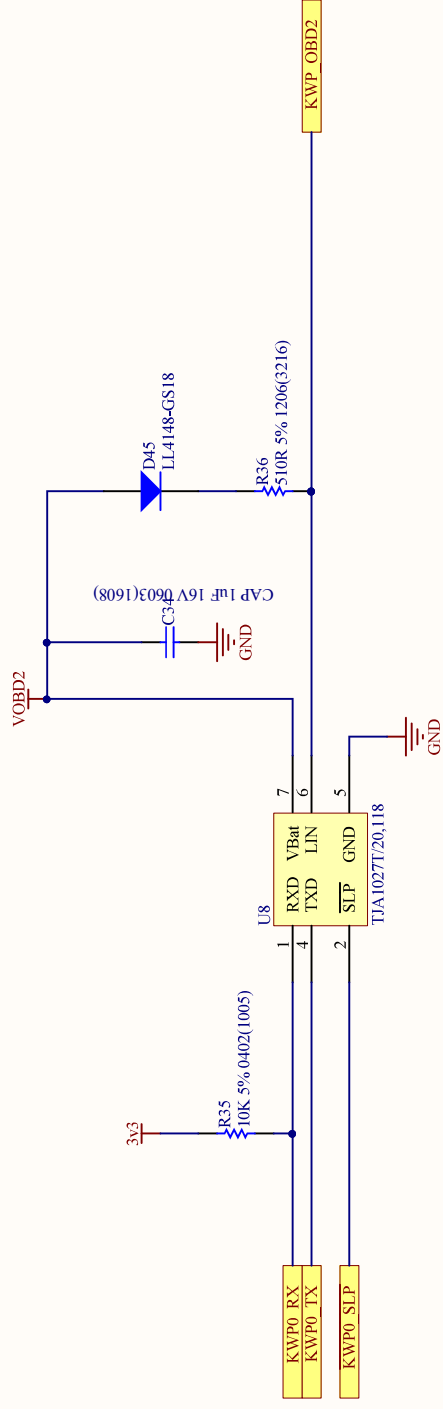 VOBD2
D45
LL4148-GS18
CAP 1uF 16V 0603(1608)
C34
GND
R36
510R 5% 1206(3216)
KWP_OBD2
3v3
R35
10K 5% 0402(1005)
U8
1
RXD
VBat
7
4
TXD
LIN
6
2
SLP
GND
5
TJA1027T/20,118
GND
KWP0_RX
KWP0_TX
KWP0_SLP